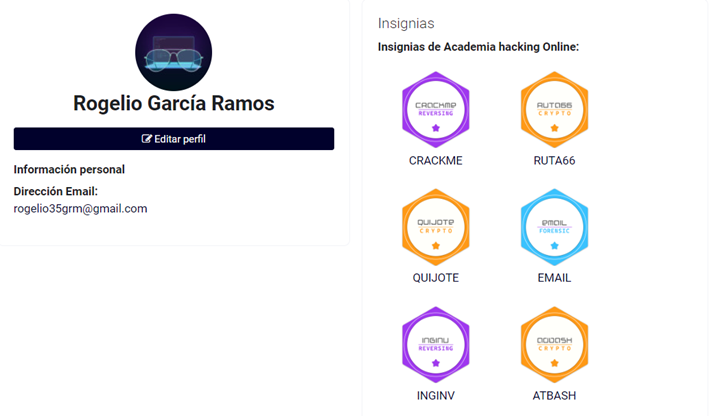 Rogelio García Ramos
Editar perfil
Información personal
Dirección Email:
rogelio35grm@gmail.com
Insignias
Insignias de Academia hacking Online:
CRACKME
REVERSING
CRACKME
RUTA66
CRYPTO
RUTA66
QUIJOTE
CRYPTO
QUIJOTE
EMAIL
FORENSIC
EMAIL
INGINV
REVERSING
INGINV
CRYPTO
ATBASH